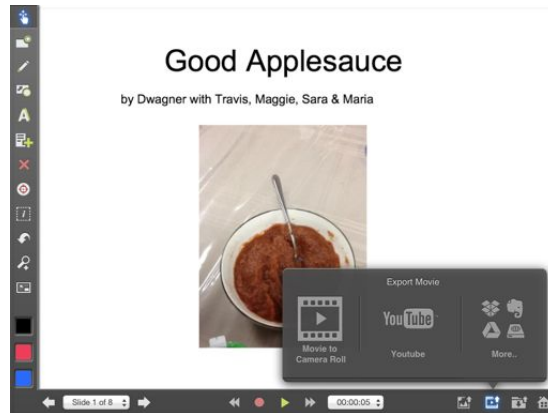 Good Applesauce
by Dwagner with Travis, Maggie, Sara & Maria
A
i
Export Movie
YouTube
Movie to
Camera Roll
Youtube
More..
Slide 1 of 8
00:00:05